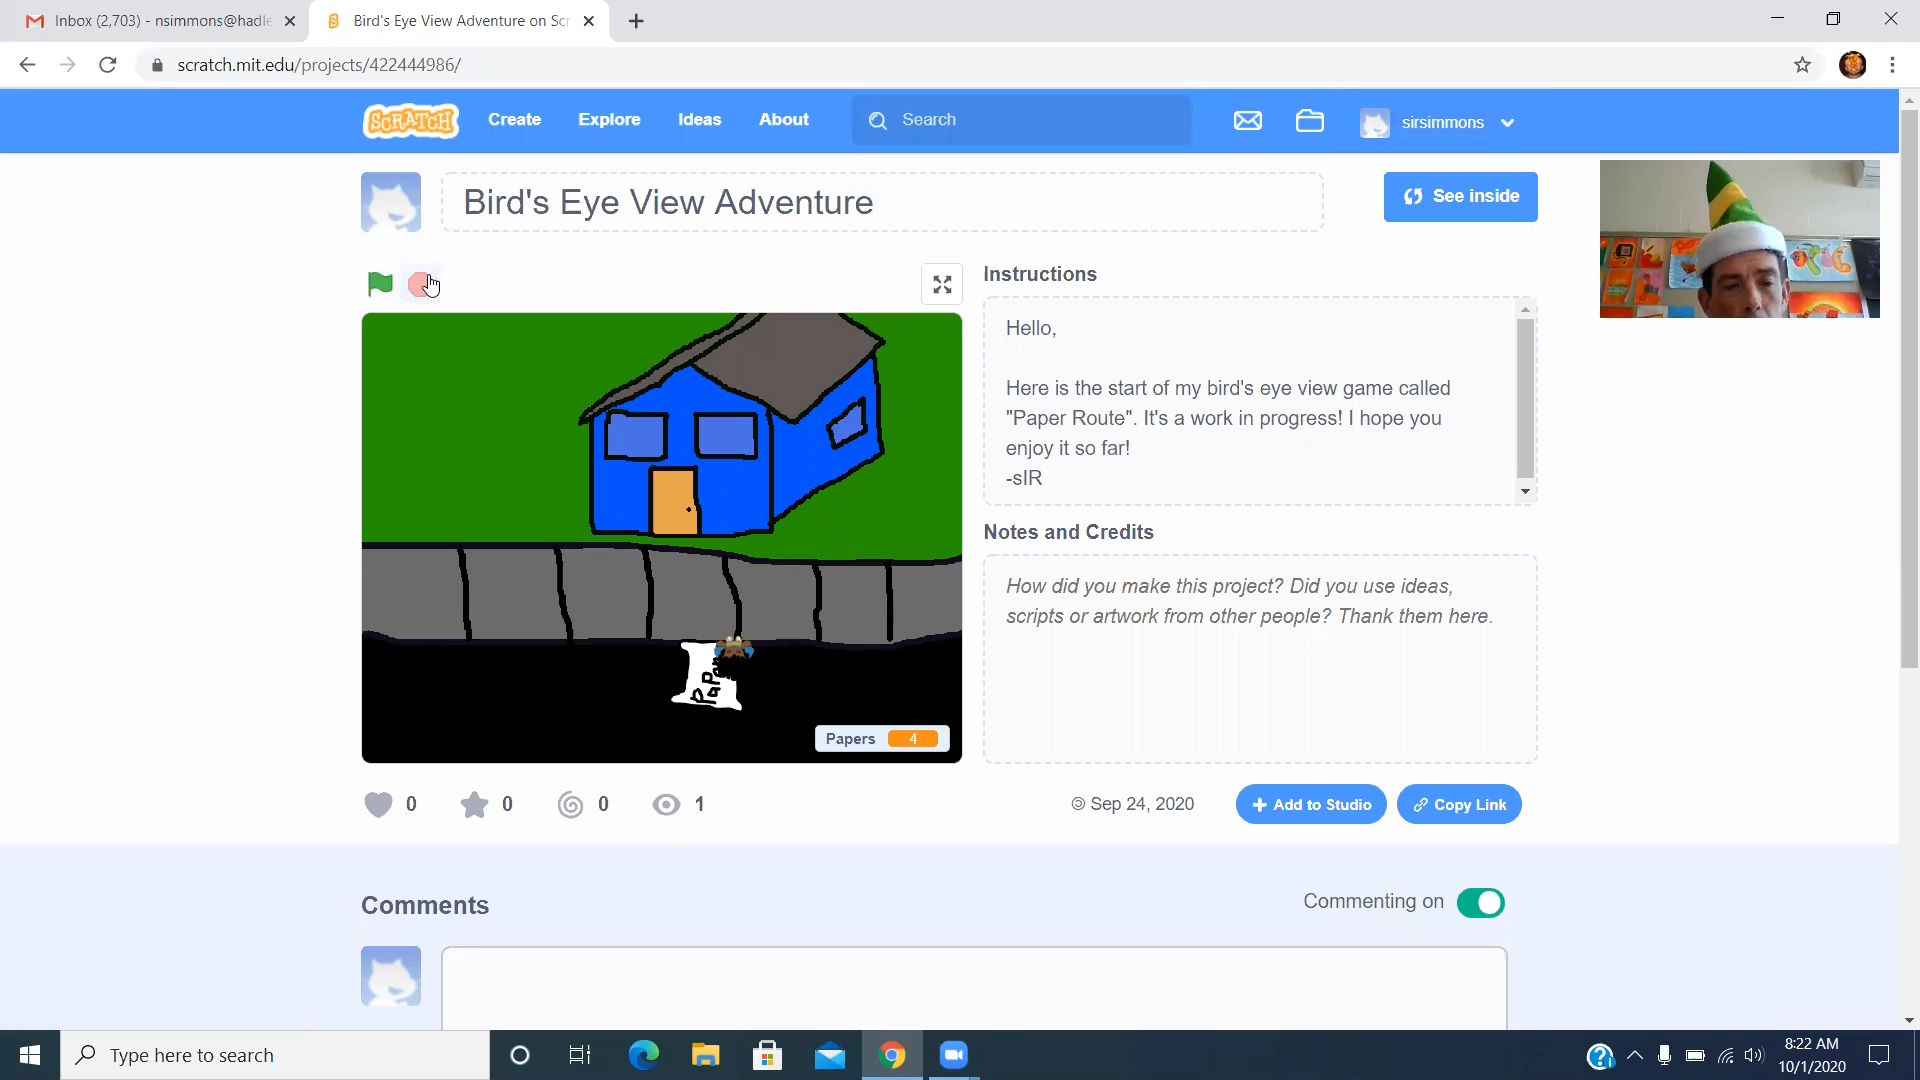 Inbox (2,703) - nsimmons@hadle
Bird's Eye View Adventure on Scr
scratch.mit.edu/projects/422444986/
SCRATCH
Create
Explore
Ideas
About
Search
sirsimmons
Bird's Eye View Adventure
See inside
Instructions
Hello,
Here is the start of my bird's eye view game called
"Paper Route". It's a work in progress! I hope you
enjoy it so far!
-sIR
Notes and Credits
How did you make this project? Did you use ideas,
scripts or artwork from other people? Thank them here.
Papers 4
0
0
0
1
© Sep 24, 2020
Add to Studio
Copy Link
Comments
Commenting on
Type here to search
8:22 AM
10/1/2020